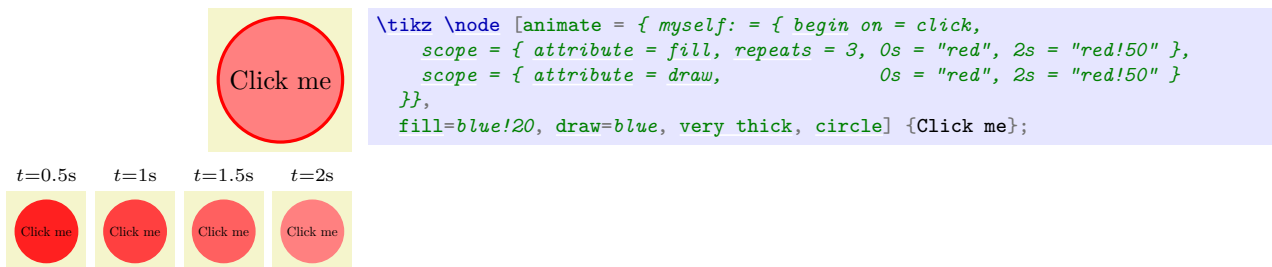 Click me
\tikz \node [animate = { myself: = { begin on = click,
    scope = { attribute = fill, repeats = 3, 0s = "red", 2s = "red!50" },
    scope = { attribute = draw,              0s = "red", 2s = "red!50" }
  }},
  fill=blue!20, draw=blue, very thick, circle] {Click me};
t=0.5s t=1s t=1.5s t=2s
Click me Click me Click me Click me